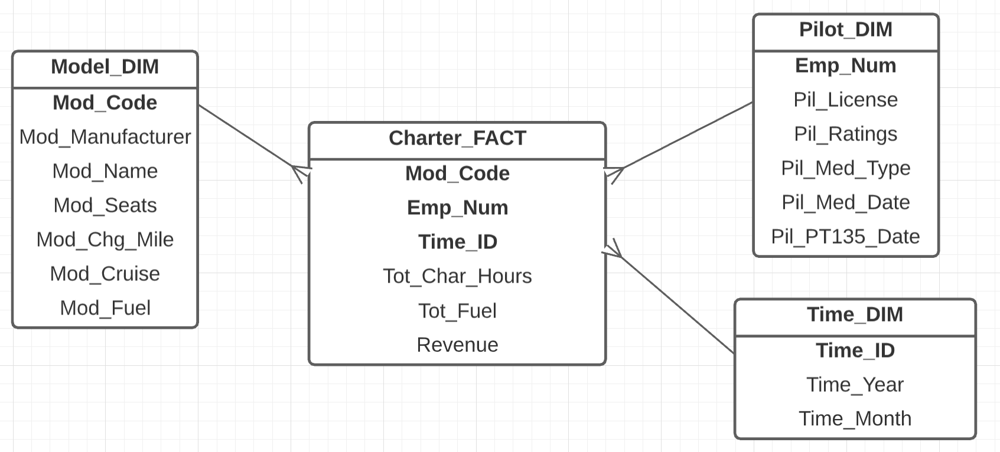 Model_DIM
Mod_Code
Mod_Manufacturer
Mod_Name
Mod_Seats
Mod_Chg_Mile
Mod_Cruise
Mod_Fuel
Charter_FACT
Mod_Code
Emp_Num
Time_ID
Tot_Char_Hours
Tot_Fuel
Revenue
Pilot_DIM
Emp_Num
Pil_License
Pil_Ratings
Pil_Med_Type
Pil_Med_Date
Pil_PT135_Date
Time_DIM
Time_ID
Time_Year
Time_Month